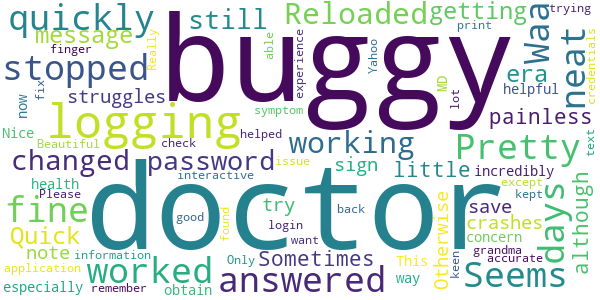 quickly
still
Reloaded
getting
trying
message
finger
Really
buggy
able
experience
Yahoo
print
MD
lot
Waa
neat
credentials
stopped
fix
now
struggles
era
helpful
logging
symptom
painless
Nice
Beautiful
check
helped
working
Pretty
text
changed
password
issue
sign
little
incredibly
except
health
Please
interactive
doctor
try
back
kept
save
days
although
fine
good
found
login
want
Otherwise
crashes
concern
Quick
note
worked
information
Only
Sometimes
This
keen
grandma
accurate
Seems
application
especially
remember
obtain
answered
way